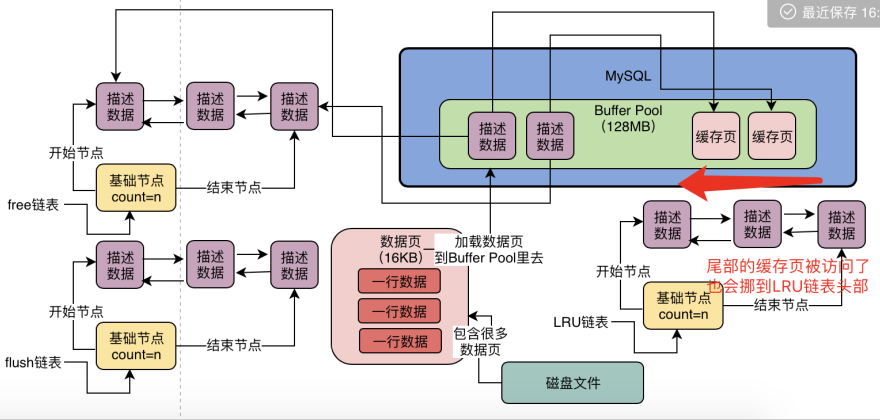 最近保存 16:
MySQL
Buffer Pool
(128MB)
描述
数据
描述
数据
缓存页
缓存页
描述
数据
描述
数据
描述
数据
开始节点
基础节点
count=n
结束节点
free链表
描述
数据
描述
数据
描述
数据
开始节点
基础节点
count=n
结束节点
flush链表
数据页
(16KB)
一行数据
一行数据
一行数据
加载数据页
到Buffer Pool里去
包含很多
数据页
磁盘文件
描述
数据
描述
数据
描述
数据
开始节点
尾部的缓存页被访问了
也会挪到LRU链表头部
基础节点
count=n
结束节点
LRU链表